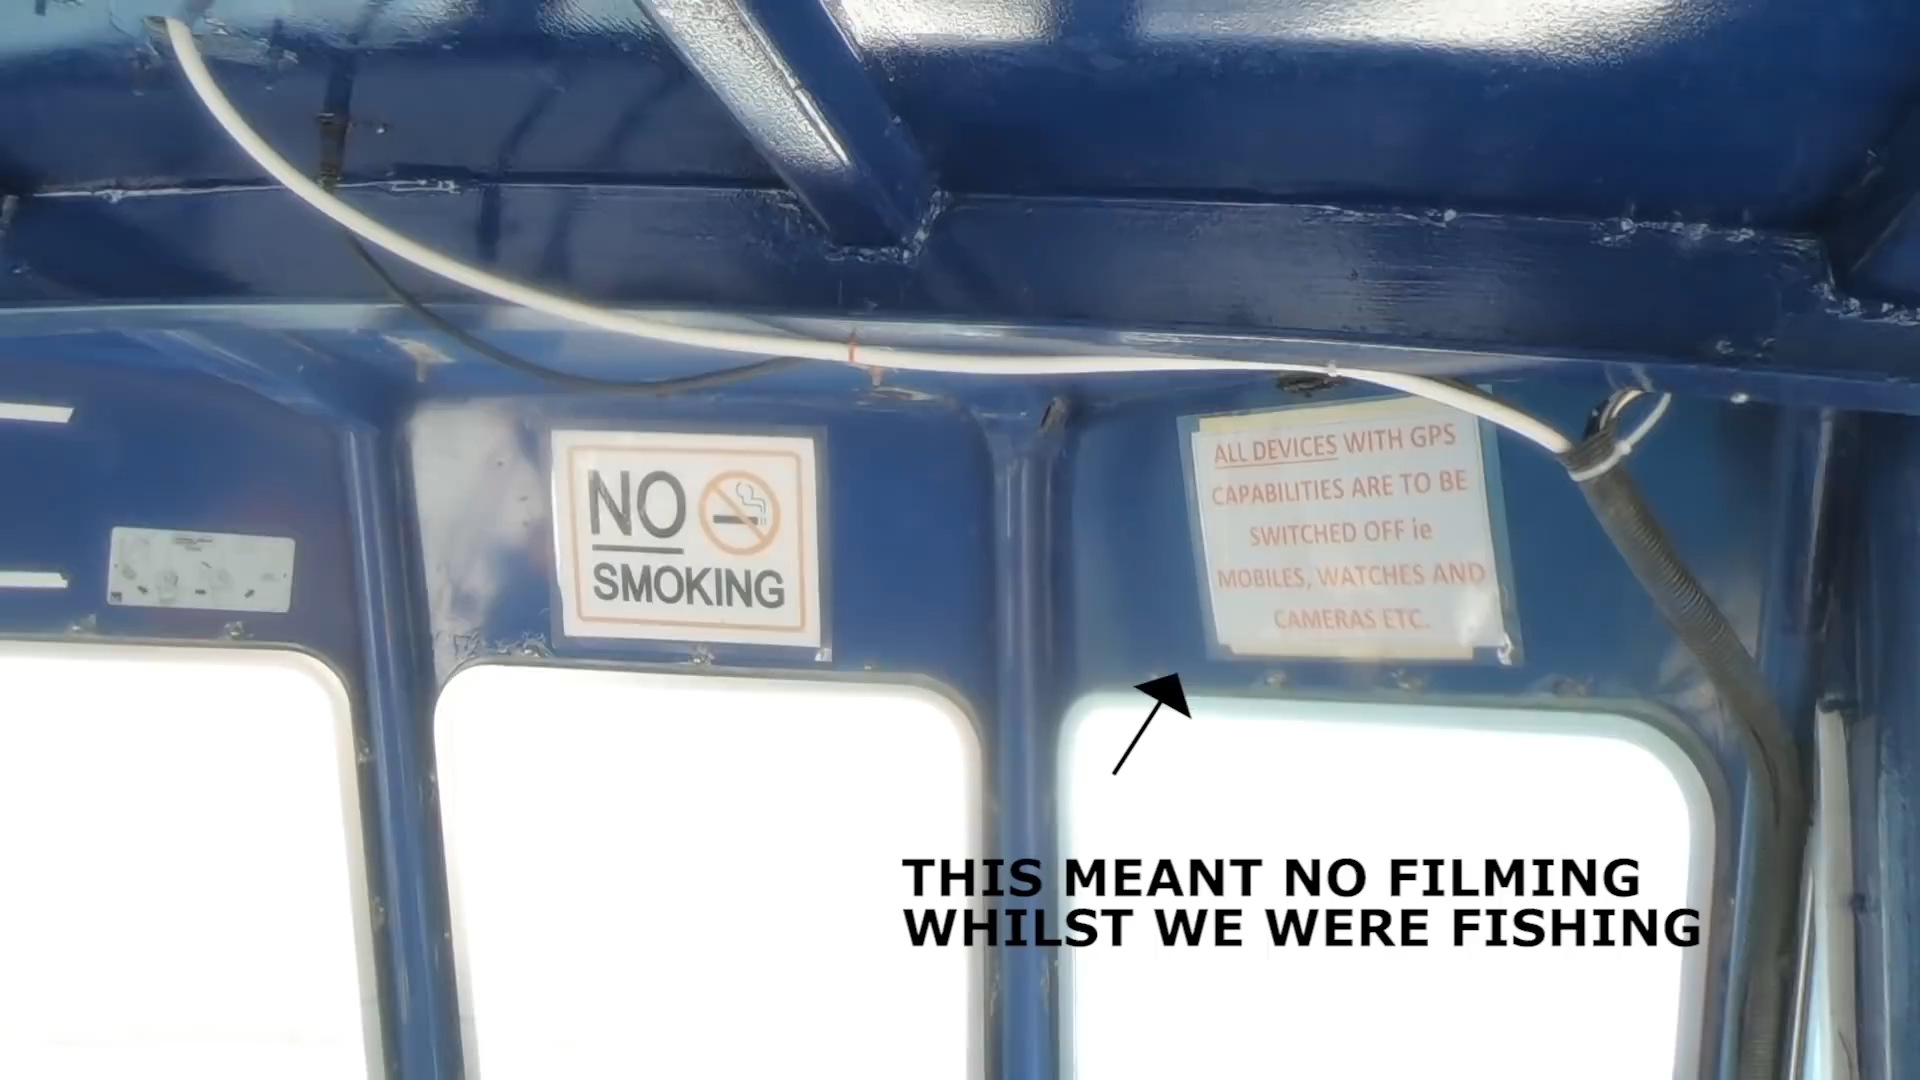 NO
SMOKING
ALL DEVICES WITH GPS
CAPABILITIES ARE TO BE
SWITCHED OFF ie
MOBILES, WATCHES AND
CAMERAS ETC.
THIS MEANT NO FILMING
WHILST WE WERE FISHING